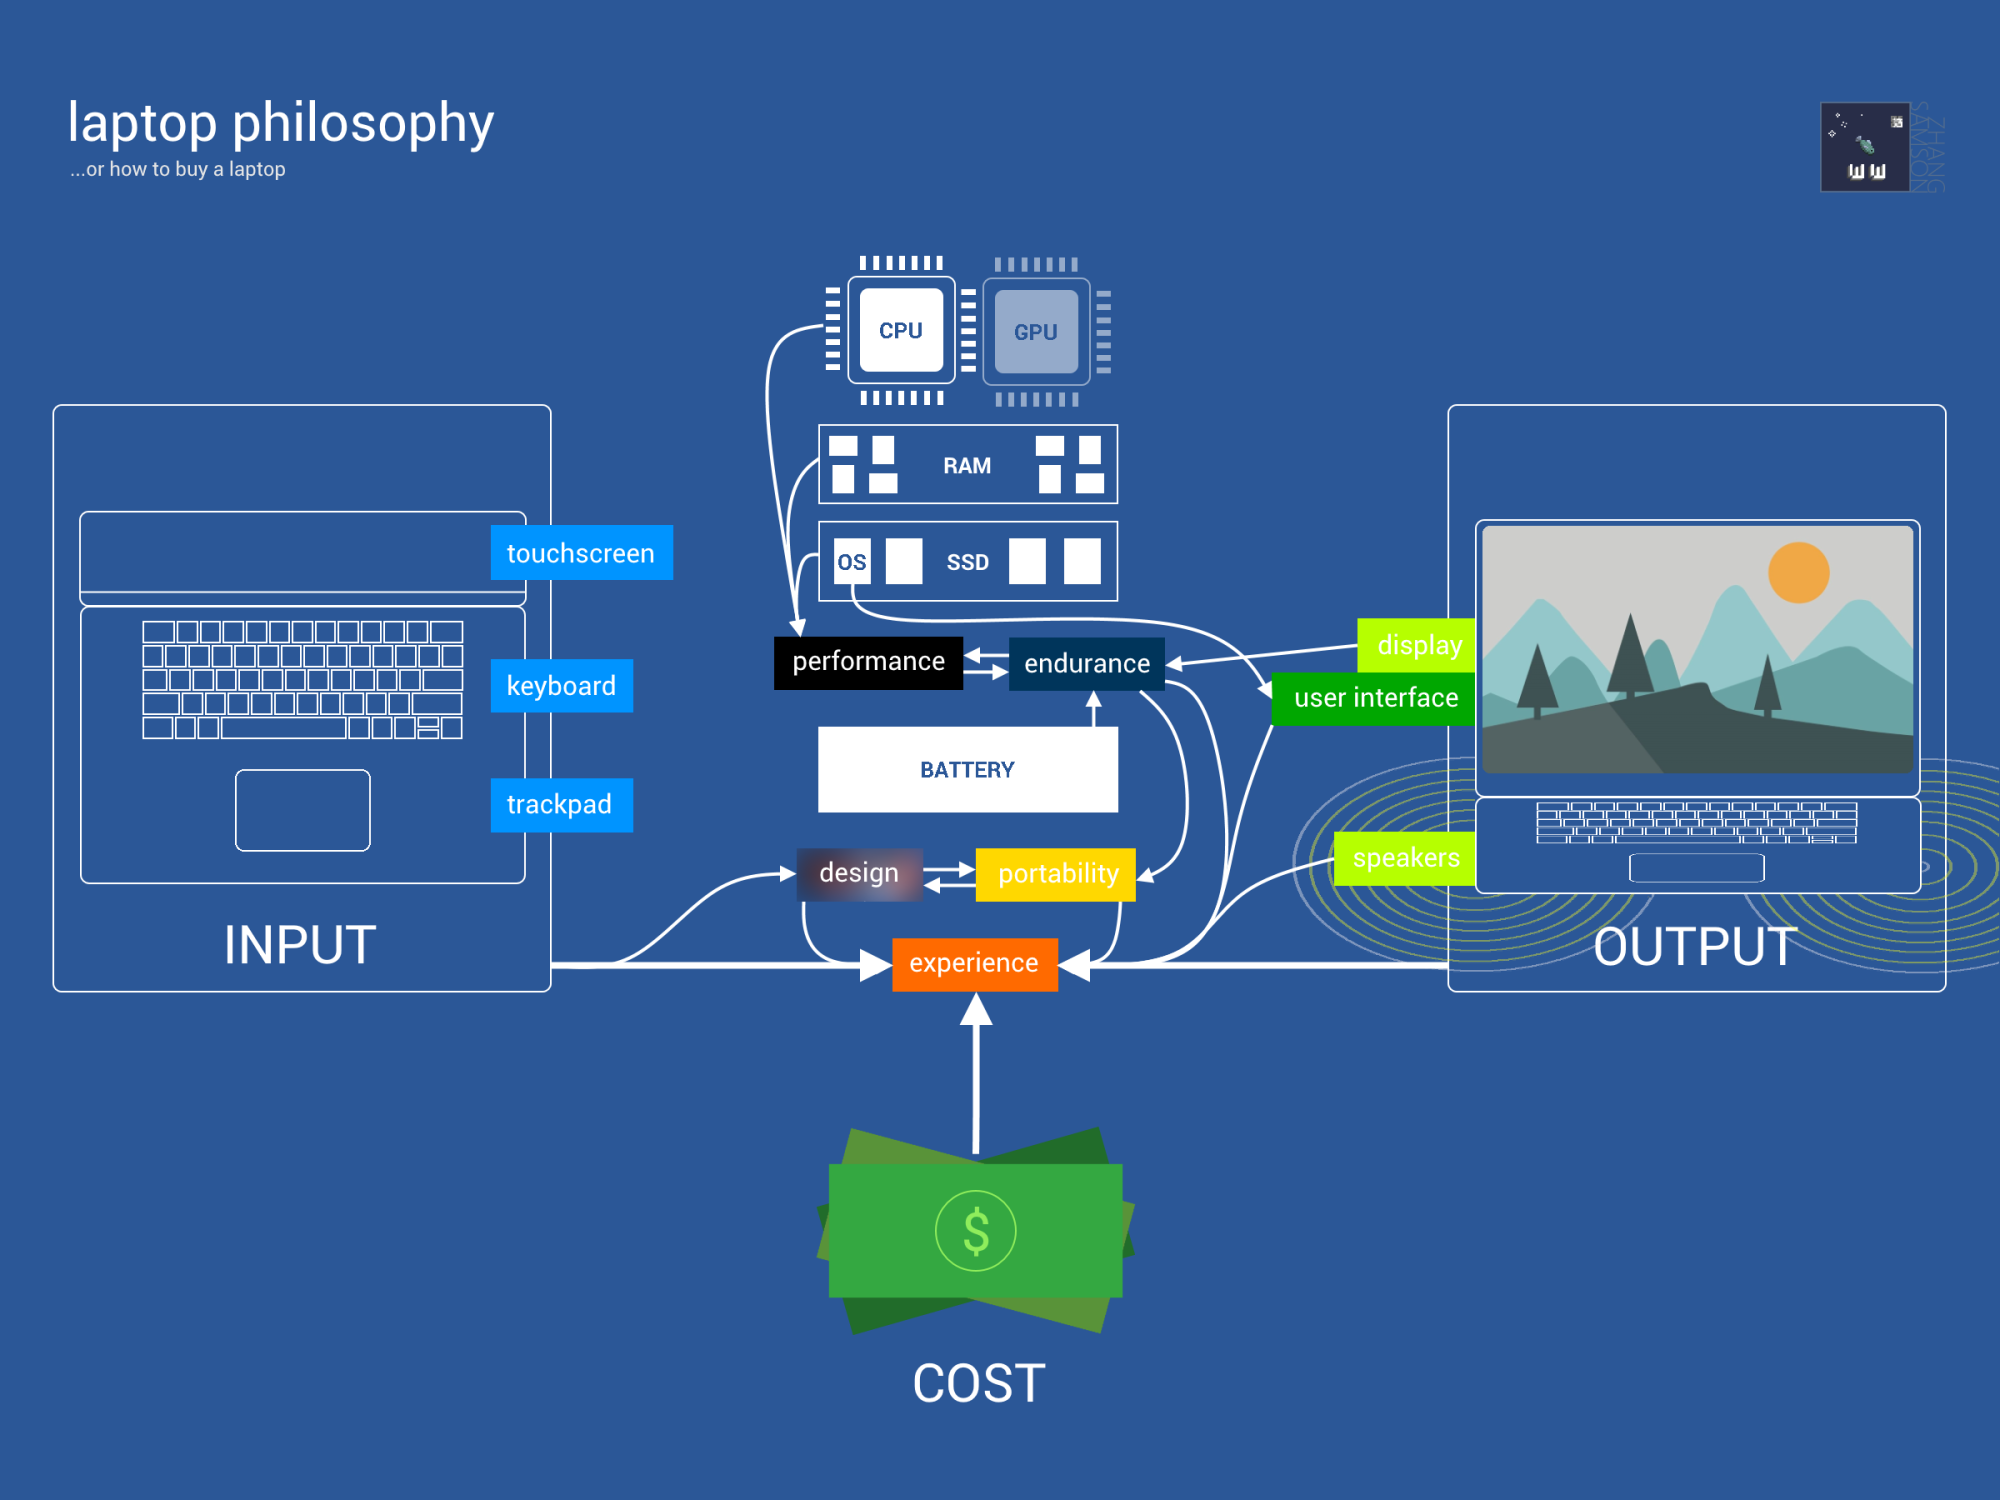 laptop philosophy
...or how to buy a laptop
SAMSON
ZHANG
CPU
GPU
RAM
OS
SSD
touchscreen
keyboard
trackpad
INPUT
performance
endurance
BATTERY
design
portability
experience
display
user interface
speakers
OUTPUT
$
COST